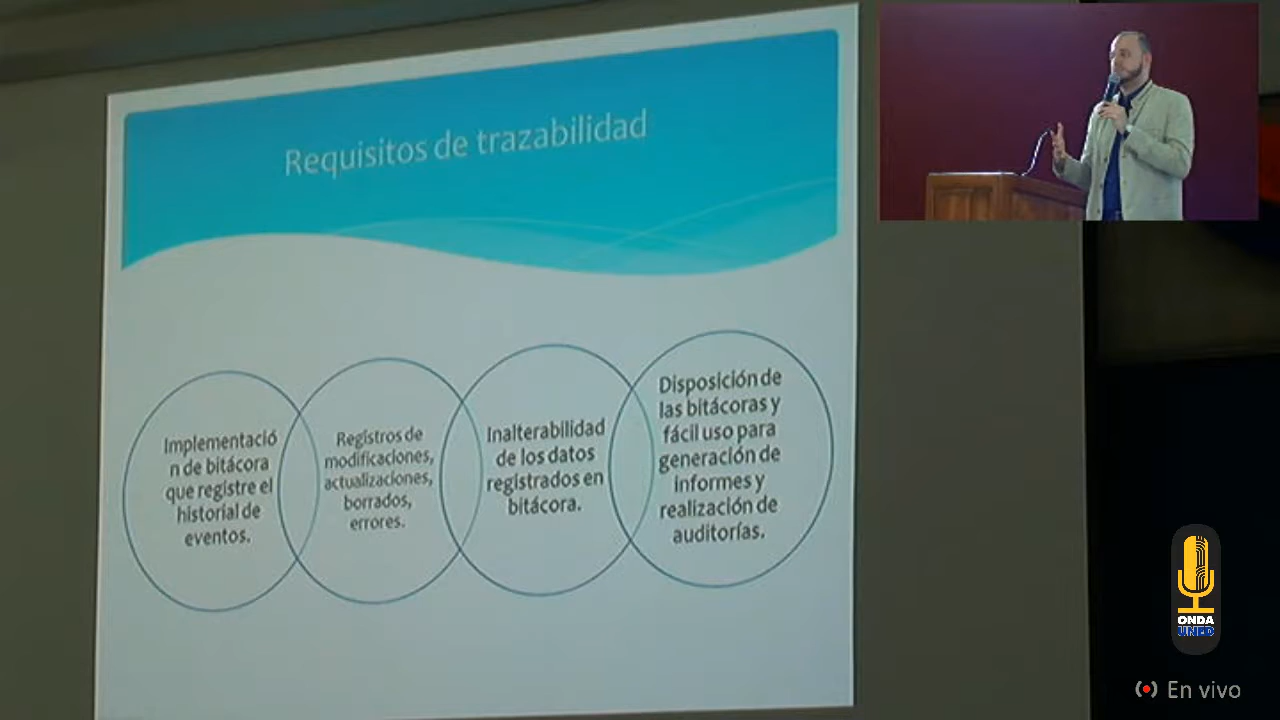 Requisitos de trazabilidad
Implementació
n de bitácora
que registre el
historial de
eventos.
Registros de
modificaciones,
actualizaciones,
borrados,
errores.
Inalterabilidad
de los datos
registrados en
bitácora.
Disposición de
las bitácoras y
fácil uso para
generación de
informes y
realización de
auditorías.
ONDA
UNED
En vivo